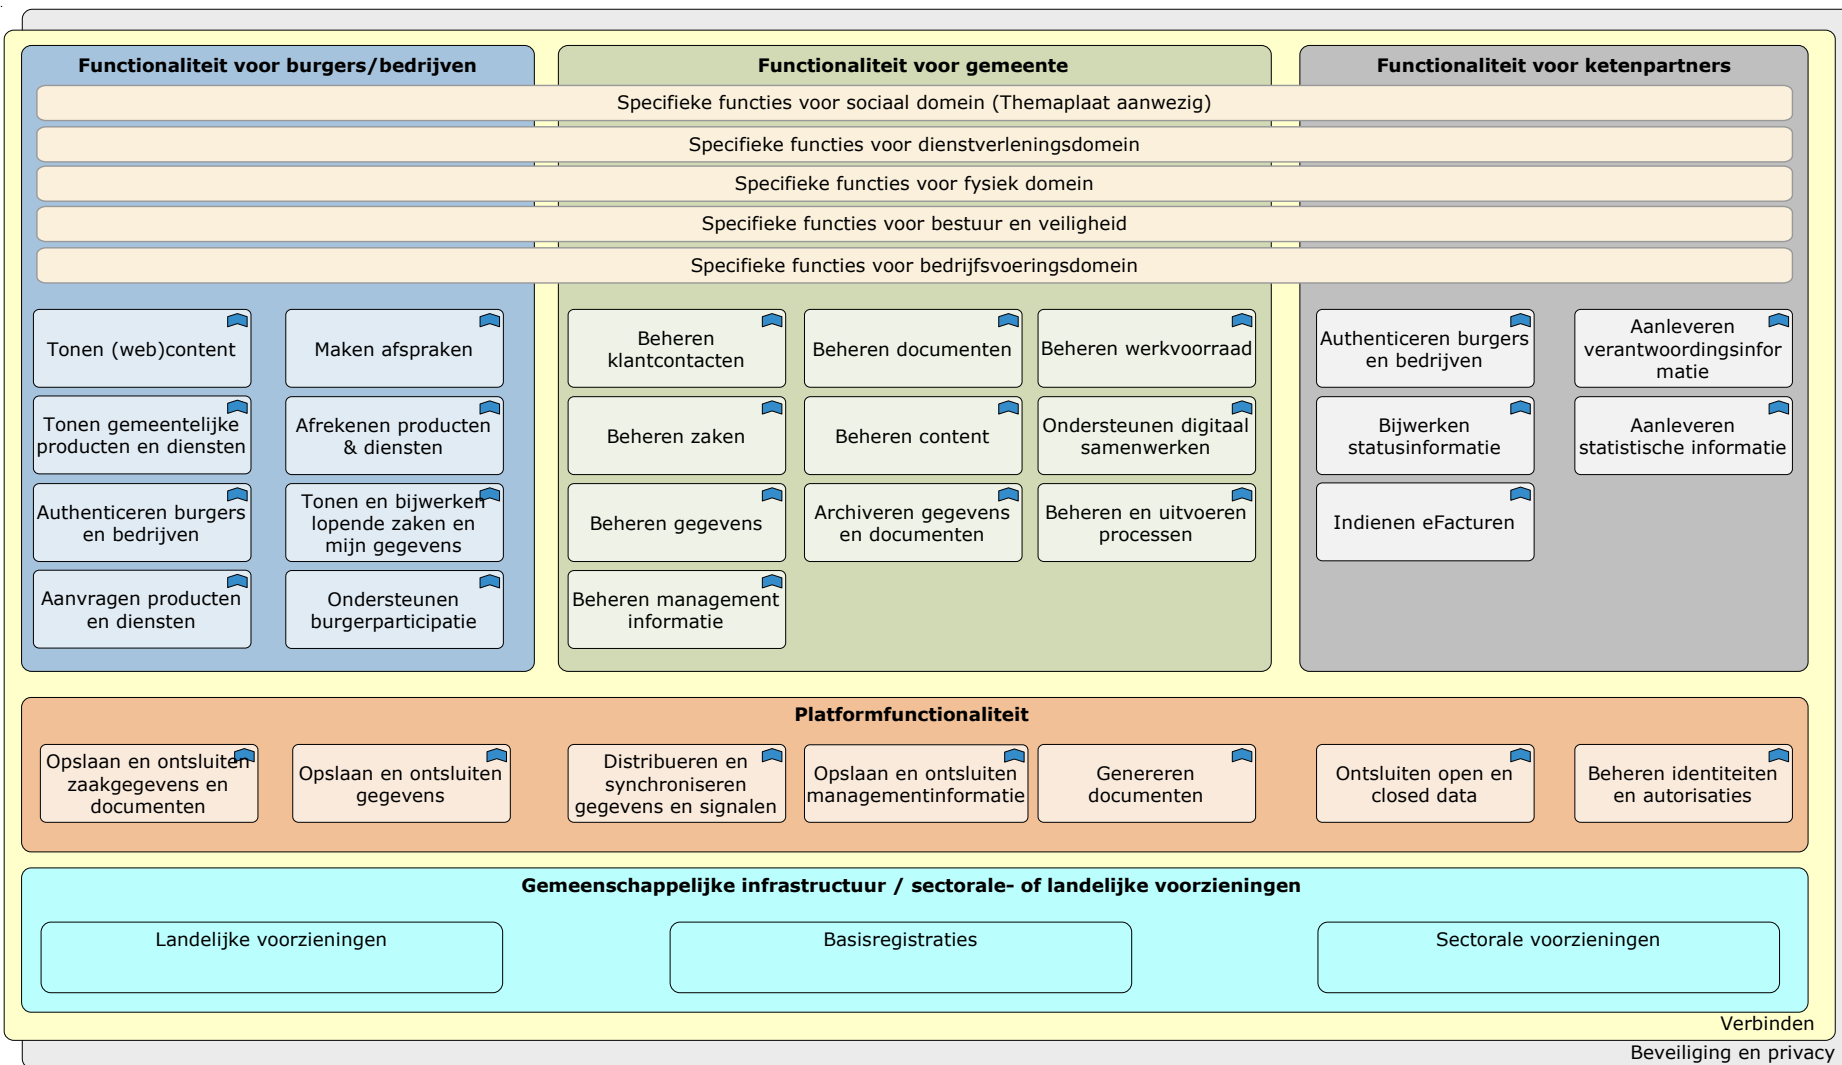 Functionaliteit voor burgers/bedrijven
Functionaliteit voor gemeente
Functionaliteit voor ketenpartners
Specifieke functies voor sociaal domein (Themaplaat aanwezig)
Specifieke functies voor dienstverleningsdomein
Specifieke functies voor fysiek domein
Specifieke functies voor bestuur en veiligheid
Specifieke functies voor bedrijfsvoeringsdomein
Tonen (web)content
Maken afspraken
Tonen gemeentelijke
producten en diensten
Afrekenen producten
& diensten
Authenticeren burgers
en bedrijven
Tonen en bijwerken
lopende zaken en
mijn gegevens
Aanvragen producten
en diensten
Ondersteunen
burgerparticipatie
Beheren
klantcontacten
Beheren documenten
Beheren werkvoorraad
Beheren zaken
Beheren content
Ondersteunen digitaal
samenwerken
Beheren gegevens
Archiveren gegevens
en documenten
Beheren en uitvoeren
processen
Beheren management
informatie
Authenticeren burgers
en bedrijven
Aanleveren
verantwoordingsinfor
matie
Bijwerken
statusinformatie
Aanleveren
statistische informatie
Indienen eFacturen
Platformfunctionaliteit
Opslaan en ontsluiten
zaakgegevens en
documenten
Opslaan en ontsluiten
gegevens
Distribueren en
synchroniseren
gegevens en signalen
Opslaan en ontsluiten
managementinformatie
Genereren
documenten
Ontsluiten open en
closed data
Beheren identiteiten
en autorisaties
Gemeenschappelijke infrastructuur / sectorale- of landelijke voorzieningen
Landelijke voorzieningen
Basisregistraties
Sectorale voorzieningen
Verbinden
Beveiliging en privacy